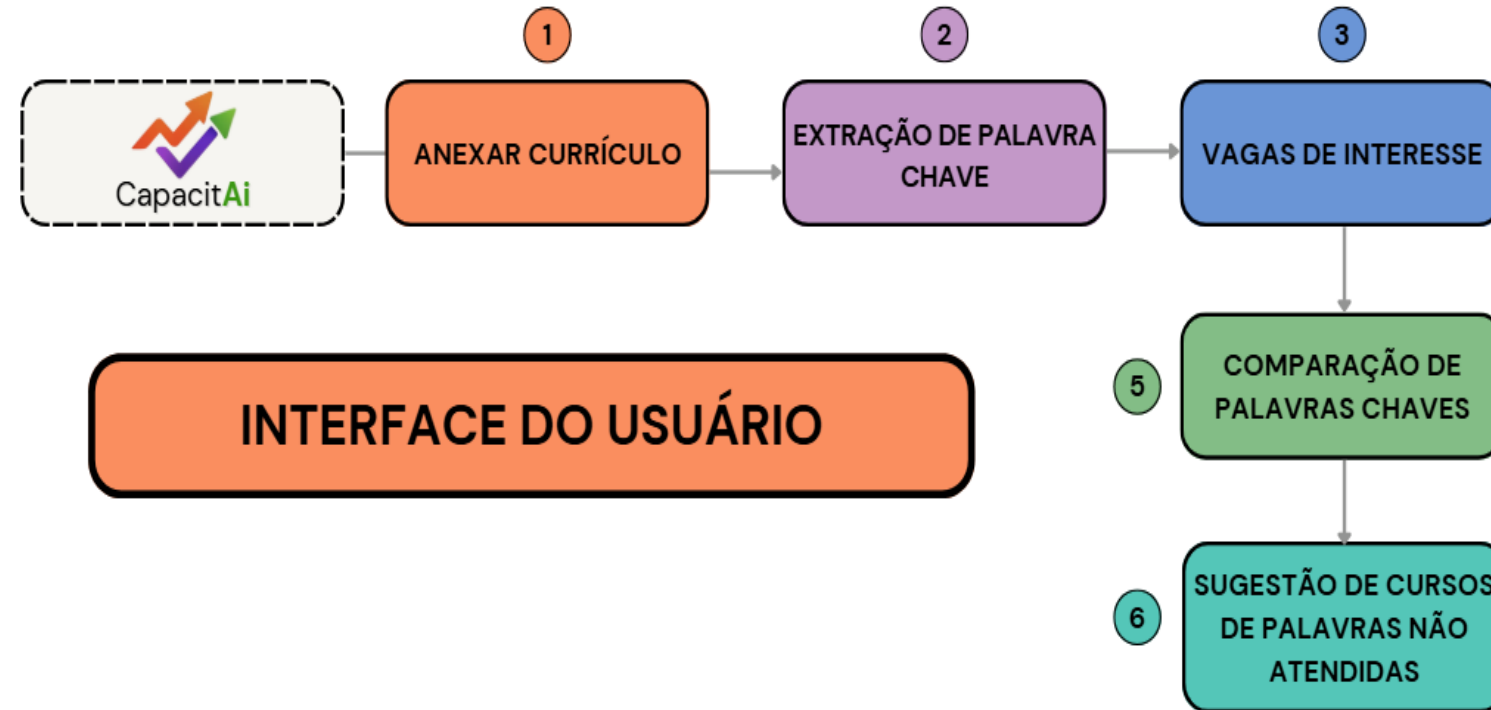 1
2
3
CapacitAi
ANEXAR CURRÍCULO
EXTRAÇÃO DE PALAVRA
CHAVE
VAGAS DE INTERESSE
INTERFACE DO USUÁRIO
5
COMPARAÇÃO DE
PALAVRAS CHAVES
6
SUGESTÃO DE CURSOS
DE PALAVRAS NÃO
ATENDIDAS